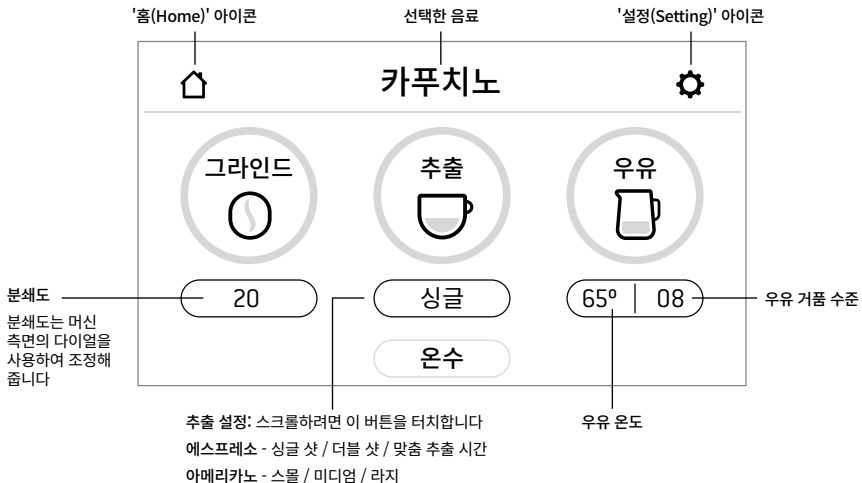 '홈(Home)' 아이콘
선택한 음료
'설정(Setting)' 아이콘
카푸치노
그라인드
추출
우유
분쇄도
20
싱글
65º
08
우유 거품 수준
분쇄도는 머신
측면의 다이얼을
사용하여 조정해
줍니다
온수
추출 설정: 스크롤하려면 이 버튼을 터치합니다
우유 온도
에스프레소 - 싱글 샷 / 더블 샷 / 맞춤 추출 시간
아메리카노 - 스몰 / 미디엄 / 라지